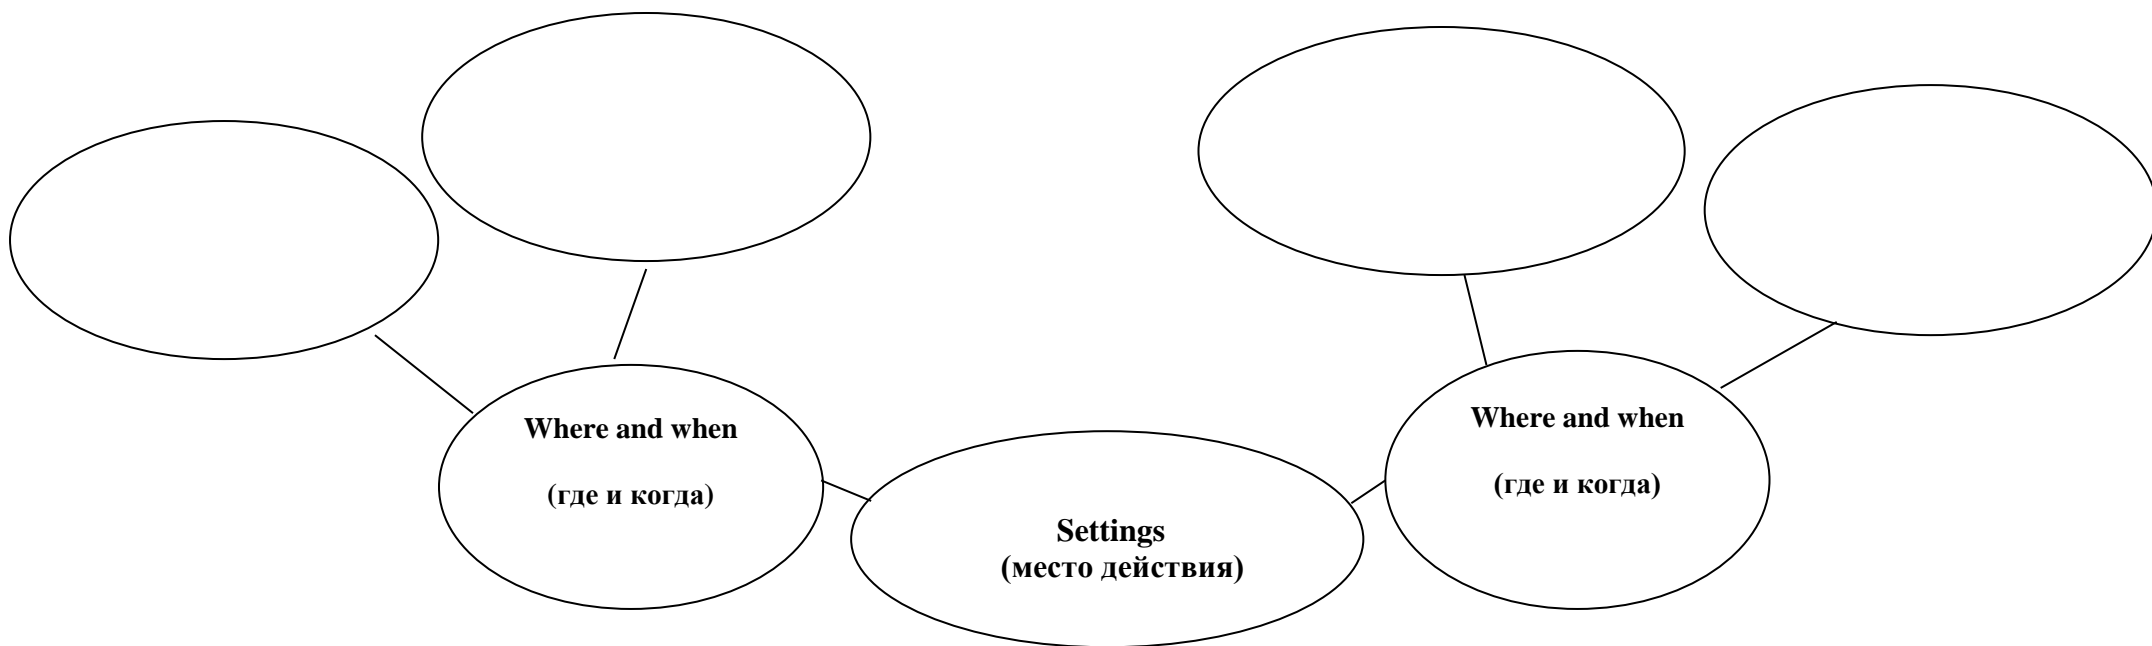 Where and when
(где и когда)
Settings
(место действия)
Where and when
(где и когда)